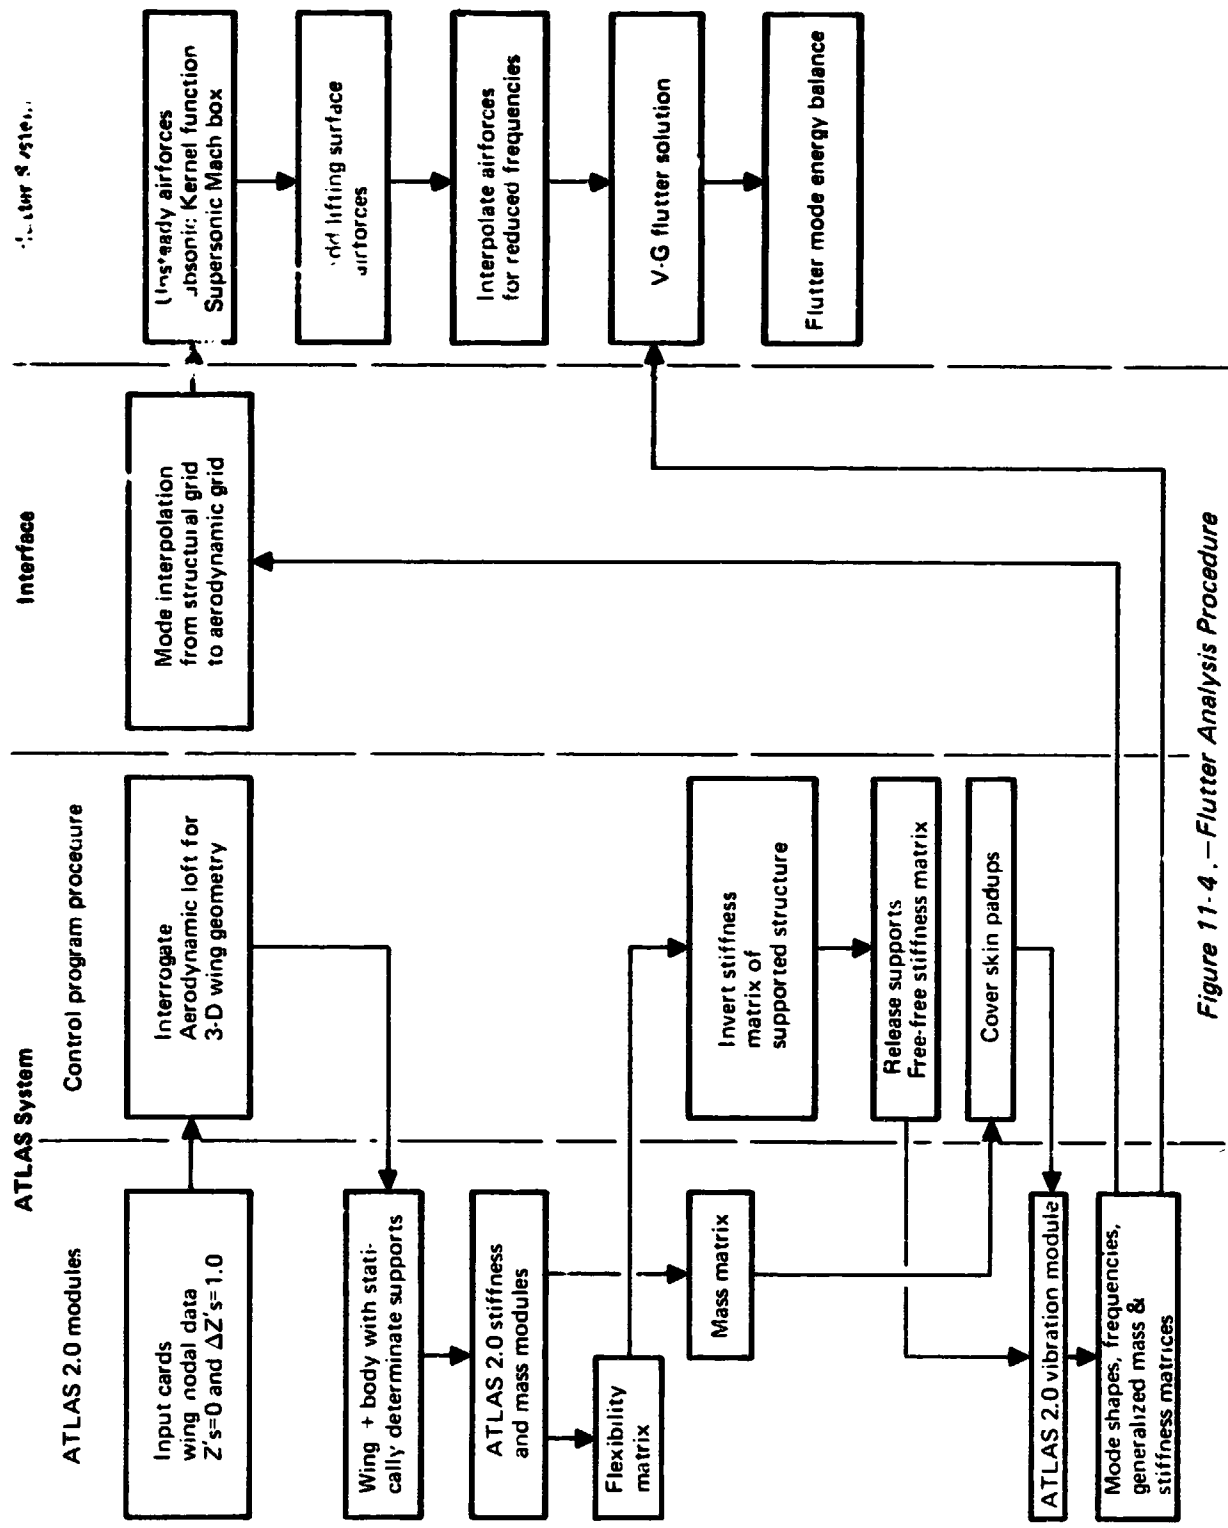 ATLAS System
Interface
ATLAS 2.0 modules
Control program procedure
Input cards
wing nodal data
Z's=0 and ΔZ's=1.0
Interrogate
Aerodynamic loft for
3-D wing geometry
Mode interpolation
from structural grid
to aerodynamic grid
airforces
Kernel function
Supersonic Mach box
Wing + body with stati-
cally determinate supports
lifting surface
ATLAS 2.0 stiffness
and mass modules
Interpolate airforces
for reduced frequencies
Flexibility
matrix
Mass matrix
Invert stiffness
matrix of
supported structure
V-G flutter solution
Release supports
Free-free stiffness matrix
Flutter mode energy balance
Cover skin padups
ATLAS 2.0 vibration module
Mode shapes, frequencies,
generalized mass &
stiffness matrices
Figure 11-4.—Flutter Analysis Procedure